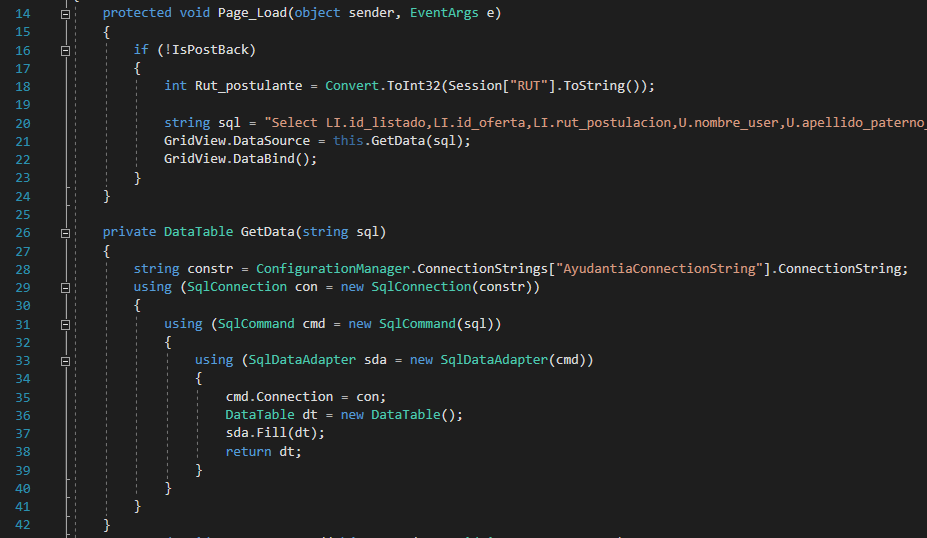 14 protected void Page_Load(object sender, EventArgs e)
15 {
16 if (!IsPostBack)
17 {
18 int Rut_postulante = Convert.ToInt32(Session["RUT"].ToString());
19
20 string sql = "Select LI.id_listado,LI.id_oferta,LI.rut_postulacion,U.nombre_user,U.apellido_paterno_
21 GridView.DataSource = this.GetData(sql);
22 GridView.DataBind();
23 }
24 }
25
26 private DataTable GetData(string sql)
27 {
28 string constr = ConfigurationManager.ConnectionStrings["AyudantiaConnectionString"].ConnectionString;
29 using (SqlConnection con = new SqlConnection(constr))
30 {
31 using (SqlCommand cmd = new SqlCommand(sql))
32 {
33 using (SqlDataAdapter sda = new SqlDataAdapter(cmd))
34 {
35 cmd.Connection = con;
36 DataTable dt = new DataTable();
37 sda.Fill(dt);
38 return dt;
39 }
40 }
41 }
42 }